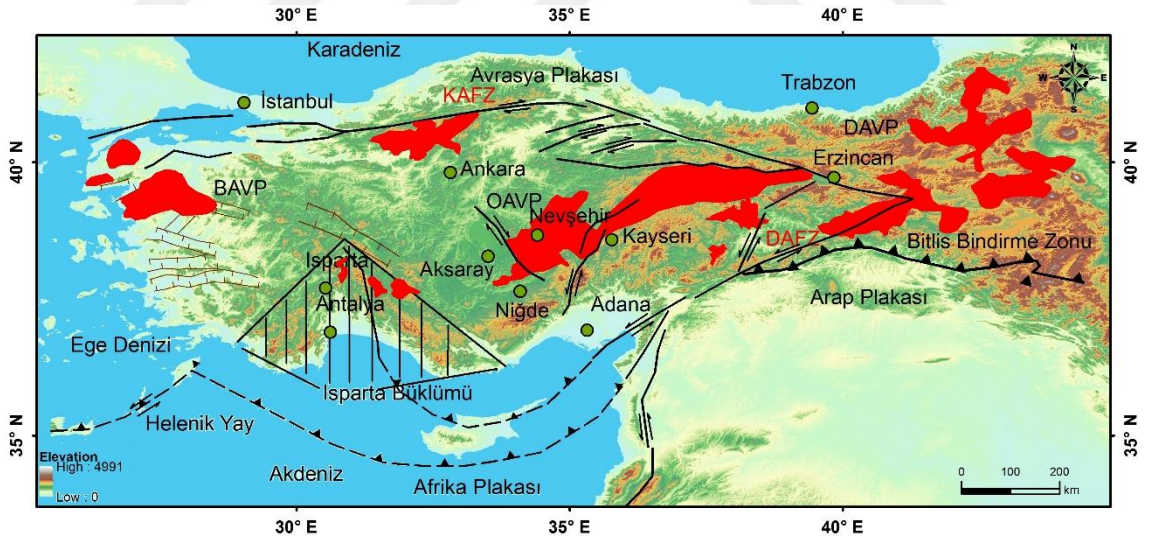 30° E
35° E
40° E
Karadeniz
Avrasya Plakası
Trabzon
N
W
E
S
KAFZ
İstanbul
DAVP
40° N
40° N
Ankara
Erzincan
BAVP
OAVP
Nevşehir
Kayseri
DAFZ
Bitlis Bindirme Zonu
Isparta
Aksaray
Antalya
Niğde
Adana
Arap Plakası
Ege Denizi
Isparta Büklümü
35° N
35° N
Helenik Yay
Elevation
High : 4991
Low : 0
Akdeniz
Afrika Plakası
0 100 200
km
30° E
35° E
40° E